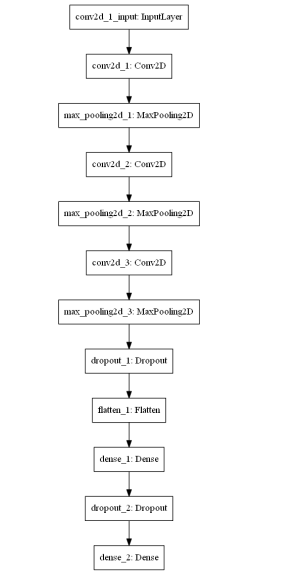 conv2d_1_input: InputLayer
conv2d_1: Conv2D
max_pooling2d_1: MaxPooling2D
conv2d_2: Conv2D
max_pooling2d_2: MaxPooling2D
conv2d_3: Conv2D
max_pooling2d_3: MaxPooling2D
dropout_1: Dropout
flatten_1: Flatten
dense_1: Dense
dropout_2: Dropout
dense_2: Dense